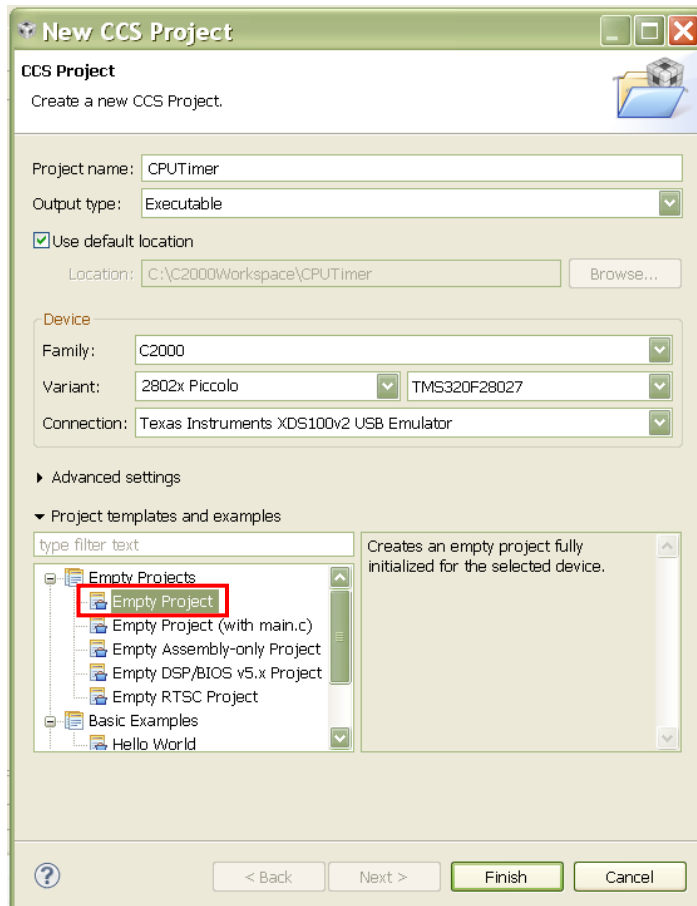 New CCS Project
CCS Project
Create a new CCS Project.
Project name: CPUTimer
Output type: Executable
Use default location
Location: C:\C2000Workspace\CPUTimer Browse...
Device
Family: C2000
Variant: 2802x Piccolo TMS320F28027
Connection: Texas Instruments XDS100v2 USB Emulator
Advanced settings
Project templates and examples
type filter text
Empty Projects
Empty Project
Empty Project (with main.c)
Empty Assembly-only Project
Empty DSP/BIOS v5.x Project
Empty RTSC Project
Basic Examples
Hello World
Creates an empty project fully
initialized for the selected device.
? < Back Next > Finish Cancel